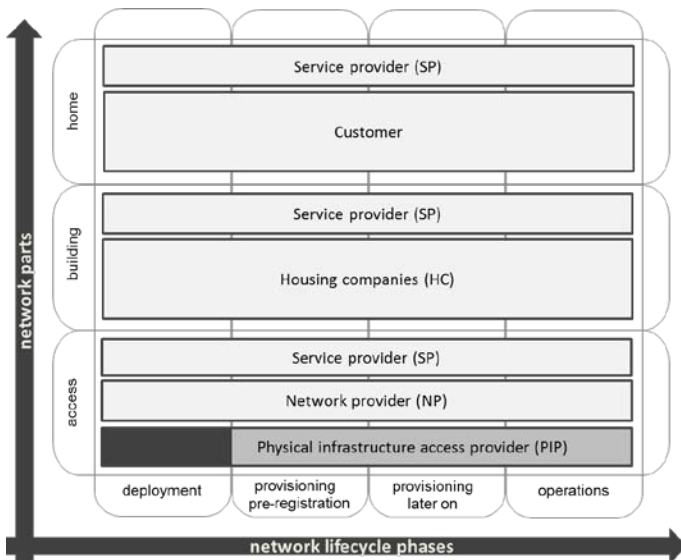 network parts
home
Service provider (SP)
Customer
building
Service provider (SP)
Housing companies (HC)
access
Service provider (SP)
Network provider (NP)
Physical infrastructure access provider (PIP)
deployment
provisioning
pre-registration
provisioning
later on
operations
network lifecycle phases